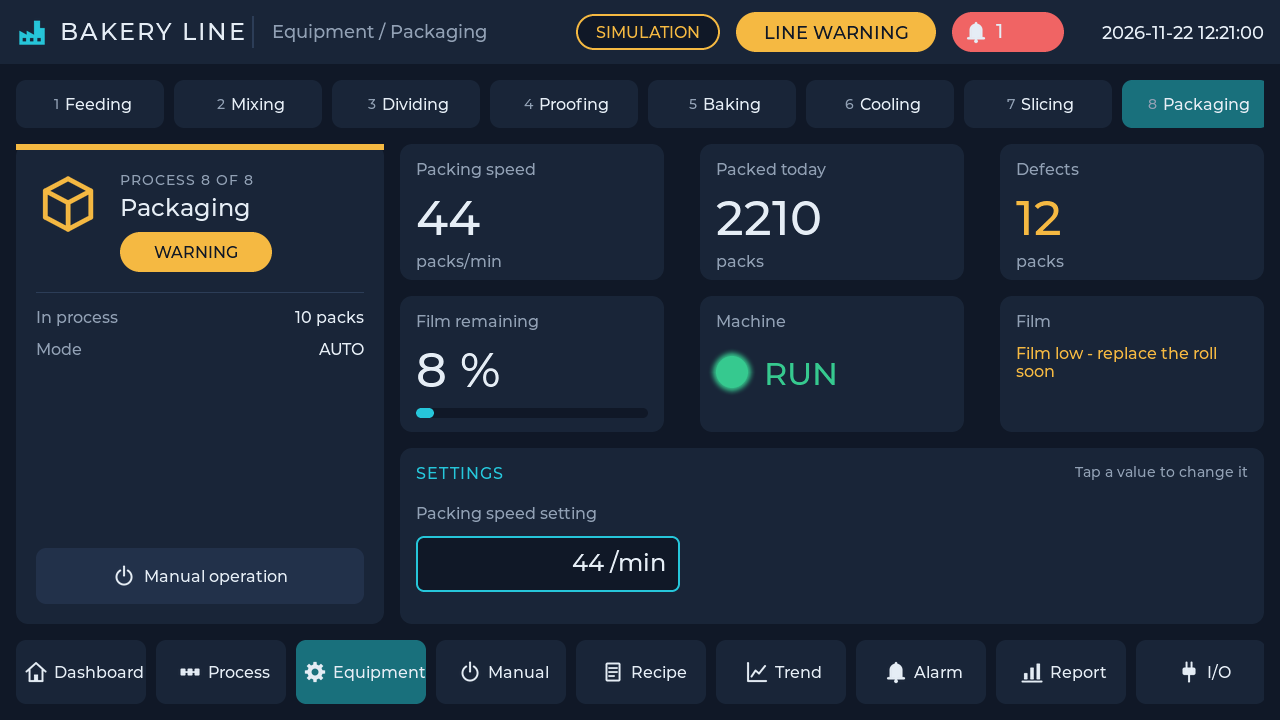 BAKERY LINE
Equipment / Packaging
SIMULATION
LINE WARNING
1
2026-11-22 12:21:00
1 Feeding
2 Mixing
3 Dividing
4 Proofing
5 Baking
6 Cooling
7 Slicing
8 Packaging
PROCESS 8 OF 8
Packaging
WARNING
In process 10 packs
Mode AUTO
Manual operation
Packing speed
44
packs/min
Packed today
2210
packs
Defects
12
packs
Film remaining
8 %
Machine
RUN
Film
Film low - replace the roll
soon
SETTINGS
Tap a value to change it
Packing speed setting
44 /min
Dashboard
Process
Equipment
Manual
Recipe
Trend
Alarm
Report
I/O